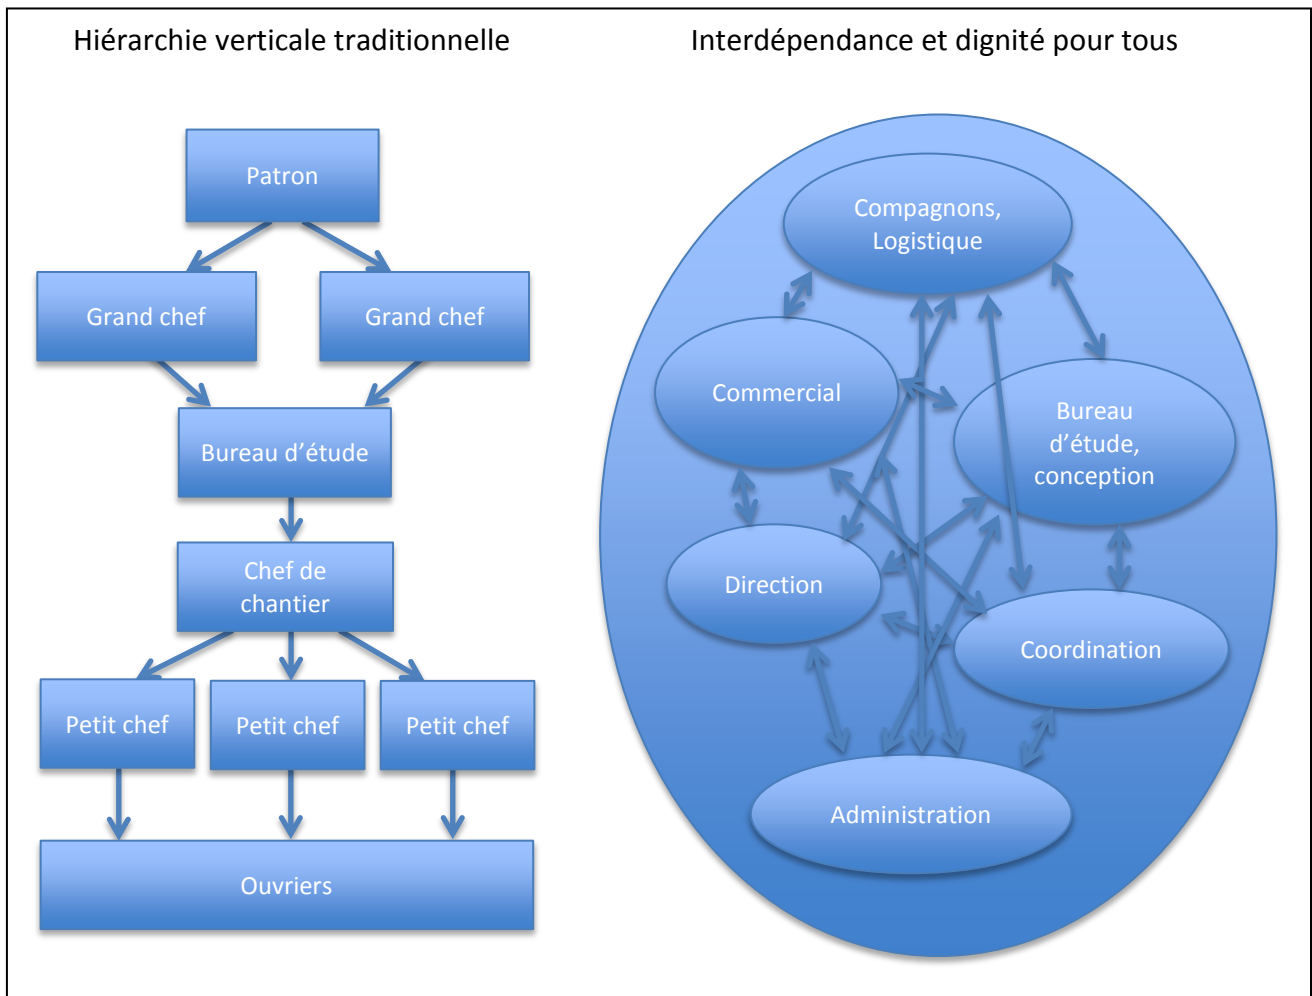 Hiérarchie verticale traditionnelle
Patron
Grand chef
Grand chef
Bureau d’étude
Chef de
chantier
Petit chef
Petit chef
Petit chef
Ouvriers
Interdépendance et dignité pour tous
Compagnons,
Logistique
Commercial
Bureau
d’étude,
conception
Direction
Coordination
Administration